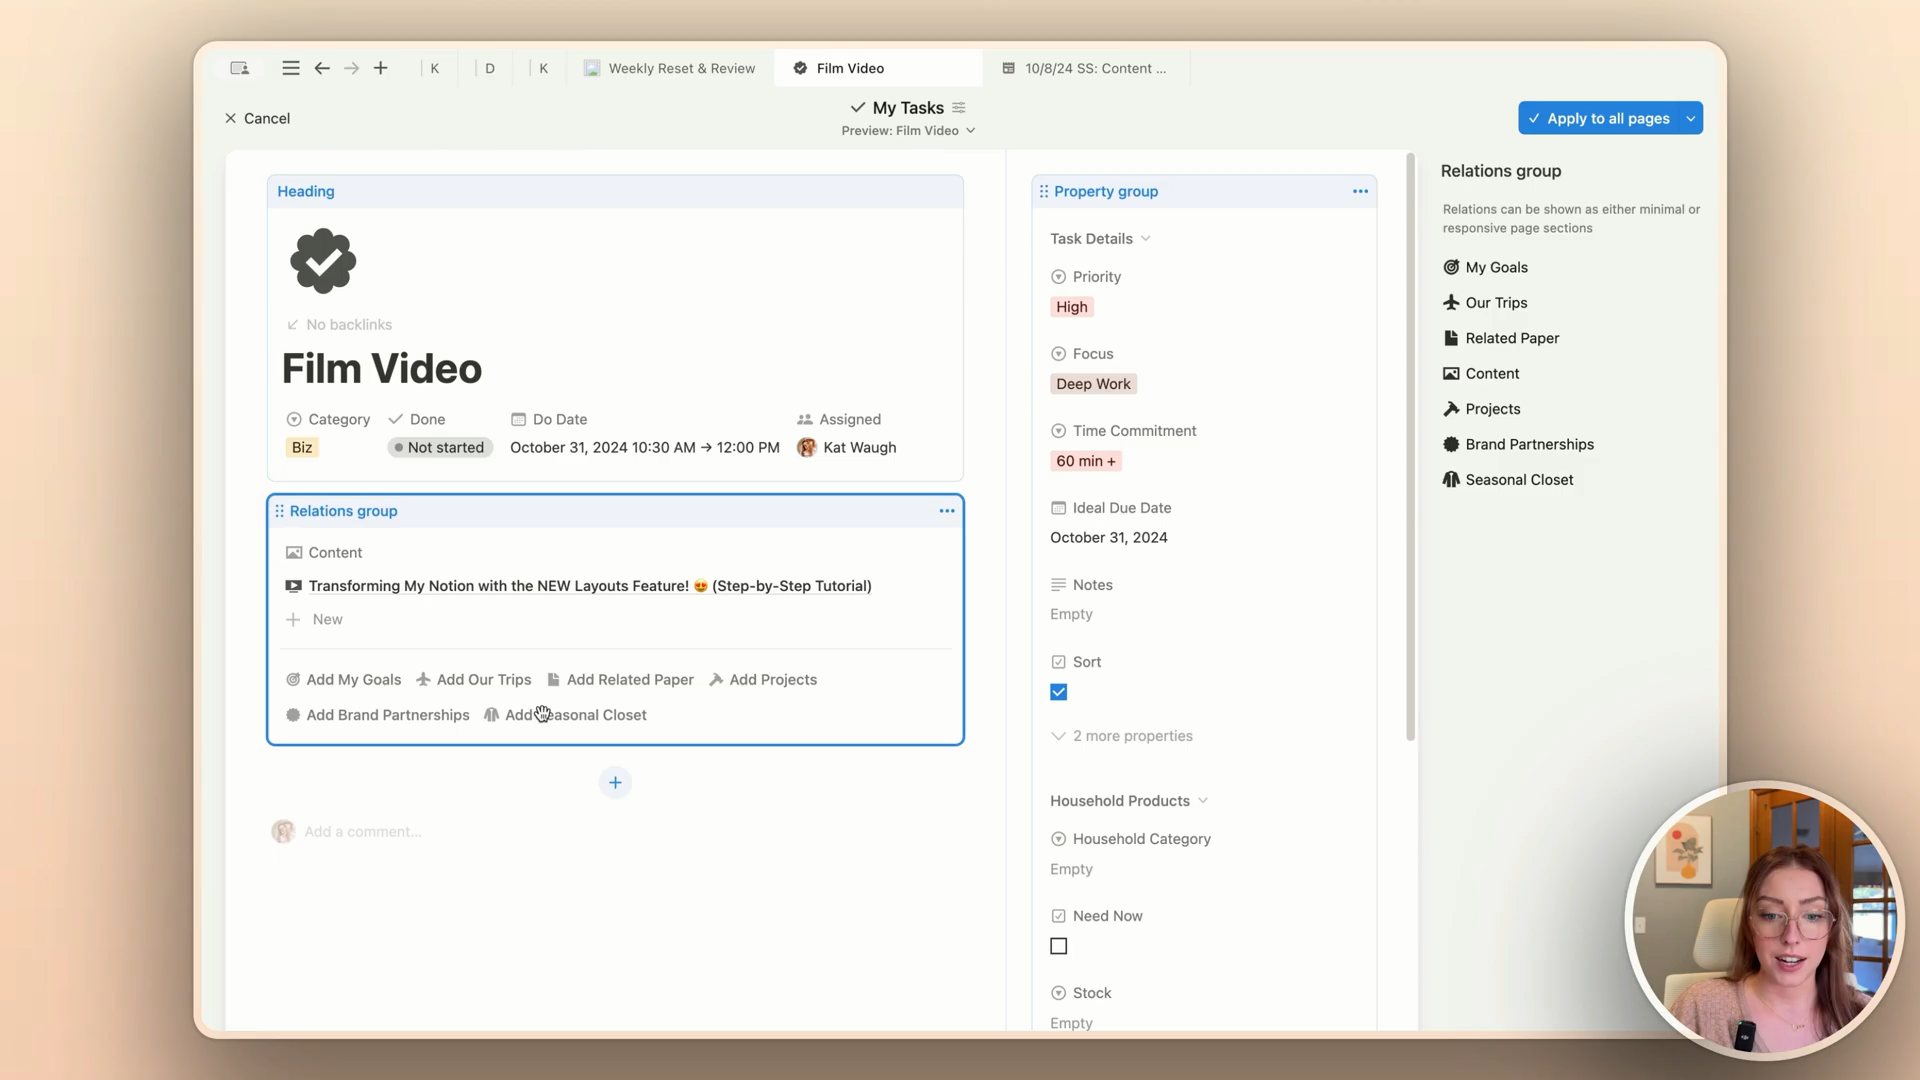 K
D
K
Weekly Reset & Review
Film Video
10/8/24 SS: Content ...
Cancel
My Tasks
Preview: Film Video
Apply to all pages
Heading
No backlinks
Film Video
Category
Done
Do Date
Assigned
Biz
Not started
October 31, 2024 10:30 AM → 12:00 PM
Kat Waugh
Relations group
Content
Transforming My Notion with the NEW Layouts Feature! 😍 (Step-by-Step Tutorial)
New
Add My Goals
Add Our Trips
Add Related Paper
Add Projects
Add Brand Partnerships
Add Seasonal Closet
Add a comment...
Property group
Task Details
Priority
High
Focus
Deep Work
Time Commitment
60 min +
Ideal Due Date
October 31, 2024
Notes
Empty
Sort
2 more properties
Household Products
Household Category
Empty
Need Now
Stock
Empty
Relations group
Relations can be shown as either minimal or
responsive page sections
My Goals
Our Trips
Related Paper
Content
Projects
Brand Partnerships
Seasonal Closet